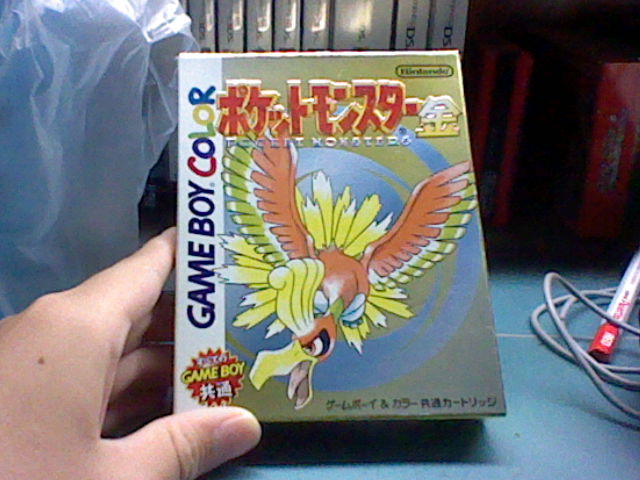 Nintendo
ポケットモンスター金
POCKET MONSTERS
GAME BOY COLOR
GAME BOY
共通
ゲームボーイ&カラー共通カートリッジ